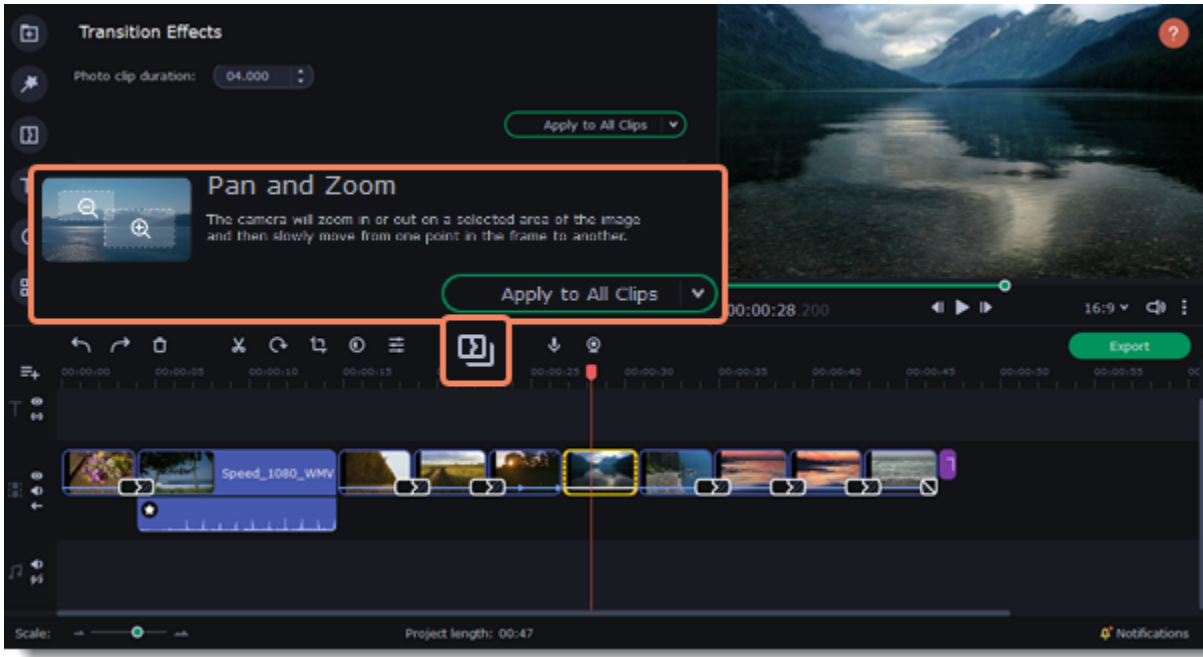 Transition Effects
Photo clip duration: 04.000
Apply to All Clips
Pan and Zoom
The camera will zoom in or out on a selected area of the image
and then slowly move from one point in the frame to another.
Apply to All Clips
00:00:28.200
16:9
Export
00:00:00 00:00:05 00:00:10 00:00:15 00:00:25 00:00:30 00:00:35 00:00:40 00:00:45 00:00:50 00:00:55
Speed_1080_WMV
Scale:
Project length: 00:47
Notifications